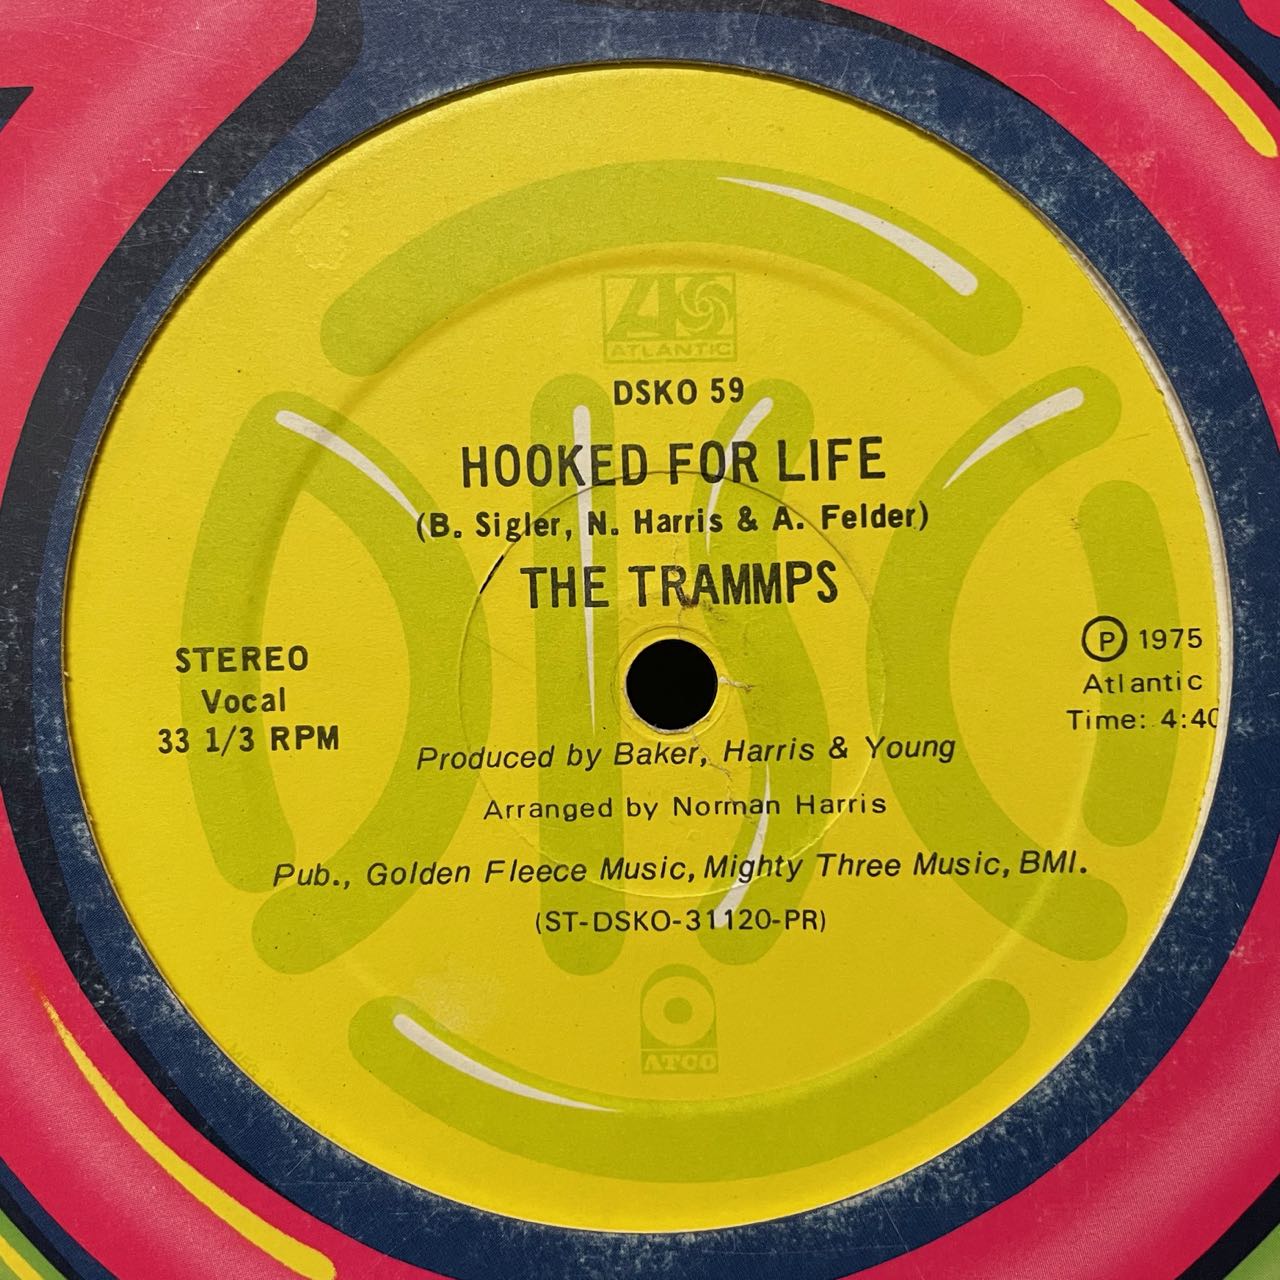 ATLANTIC
DSKO 59
HOOKED FOR LIFE
(B. Sigler, N. Harris & A. Felder)
THE TRAMMPS
STEREO
Vocal
33 1/3 RPM
Ⓟ 1975
Atlantic
Time: 4:40
Produced by Baker, Harris & Young
Arranged by Norman Harris
Pub., Golden Fleece Music, Mighty Three Music, BMI.
(ST-DSKO-31120-PR)
ATCO
DISCO